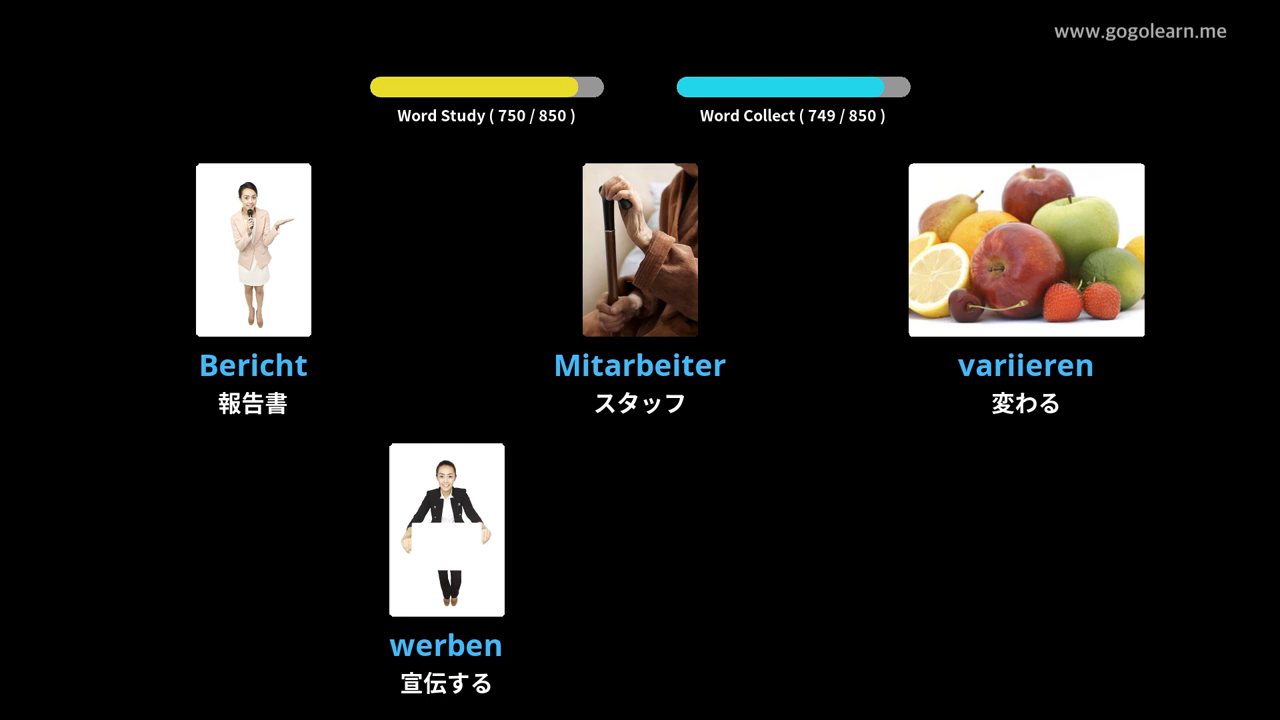 www.gogolearn.me
Word Study ( 750 / 850 )
Word Collect ( 749 / 850 )
Bericht
報告書
Mitarbeiter
スタッフ
variieren
変わる
werben
宣伝する